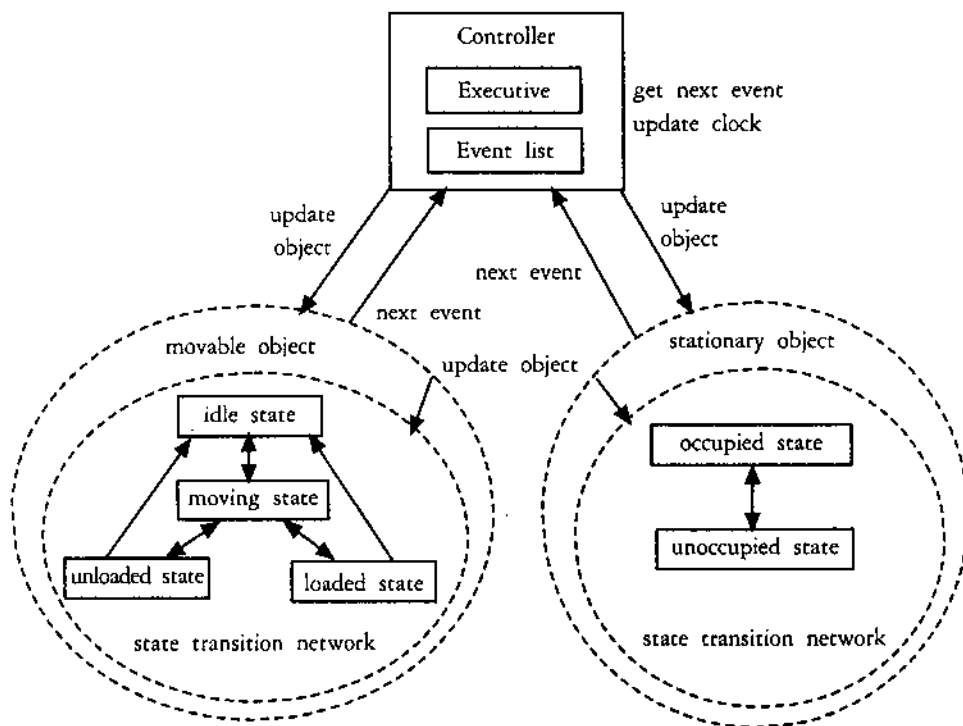 Controller
Executive
Event list
get next event
update clock
update
object
update
object
next event
next event
movable object
stationary object
update object
idle state
moving state
unloaded state
loaded state
state transition network
occupied state
unoccupied state
state transition network